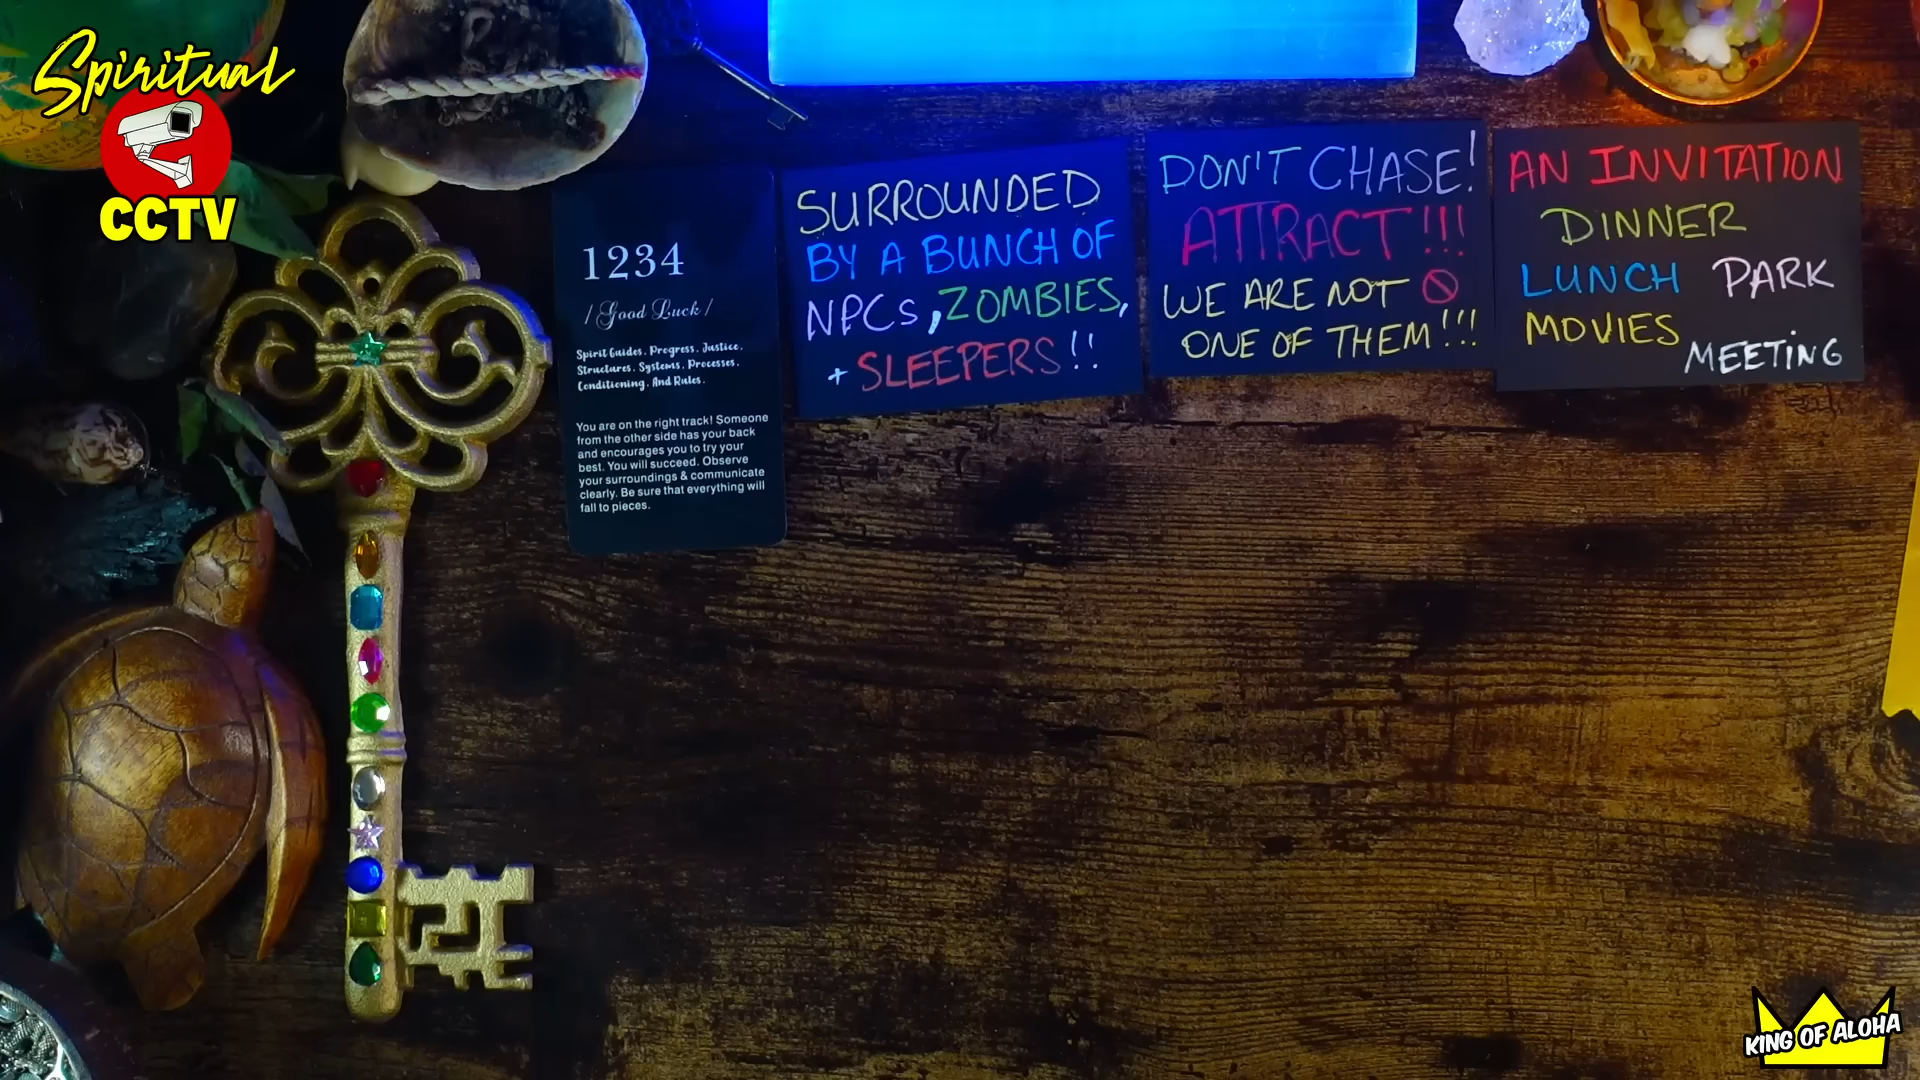 Spiritual
CCTV
1234
/Good Luck/
Spirit Guides. Progress. Justice.
Structures. Systems. Processes.
Conditioning. And Rules.
You are on the right track! Someone
from the other side has your back
and encourages you to try your
best. You will succeed. Observe
your surroundings & communicate
clearly. Be sure that everything will
fall to pieces.
SURROUNDED
BY A BUNCH OF
NPCs, ZOMBIES,
+ SLEEPERS!!
DON'T CHASE!
ATTRACT!!!
WE ARE NOT
ONE OF THEM!!!
AN INVITATION
DINNER
LUNCH PARK
MOVIES
MEETING
KING OF ALOHA